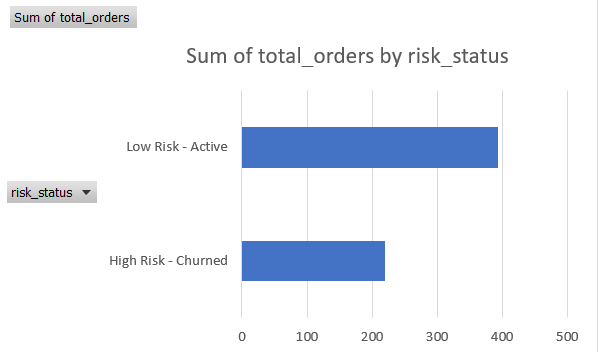 Sum of total_orders
Sum of total_orders by risk_status
Low Risk - Active
risk_status
High Risk - Churned
0 100 200 300 400 500